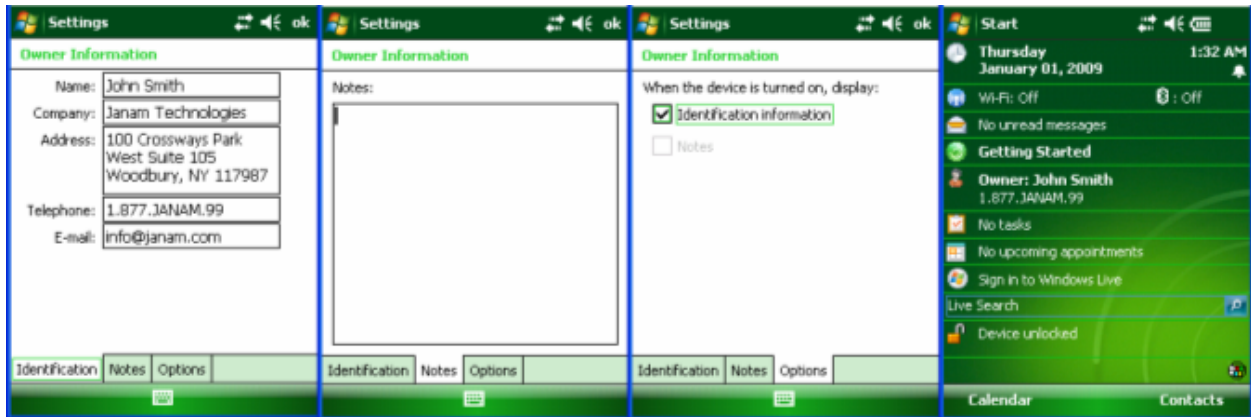 Settings ok
Owner Information
Name: John Smith
Company: Janam Technologies
Address: 100 Crossways Park
West Suite 105
Woodbury, NY 117987
Telephone: 1.877.JANAM.99
E-mail: info@janam.com
Identification Notes Options
Settings ok
Owner Information
Notes:
Identification Notes Options
Settings ok
Owner Information
When the device is turned on, display:
Identification information
Notes
Identification Notes Options
Start
Thursday 1:32 AM
January 01, 2009
Wi-Fi: Off : Off
No unread messages
Getting Started
Owner: John Smith
1.877.JANAM.99
No tasks
No upcoming appointments
Sign in to Windows Live
Live Search
Device unlocked
Calendar Contacts